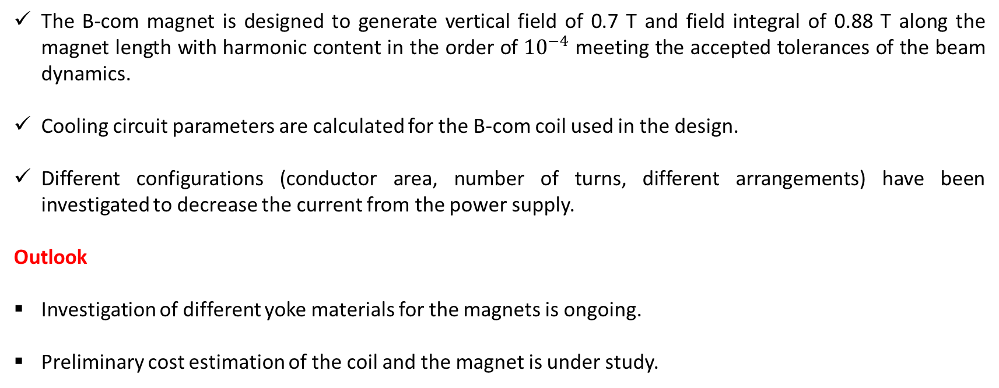 ✓ The B-com magnet is designed to generate vertical field of 0.7 T and field integral of 0.88 T along the
magnet length with harmonic content in the order of 10⁻⁴ meeting the accepted tolerances of the beam
dynamics.
✓ Cooling circuit parameters are calculated for the B-com coil used in the design.
✓ Different configurations (conductor area, number of turns, different arrangements) have been
investigated to decrease the current from the power supply.
Outlook
▪ Investigation of different yoke materials for the magnets is ongoing.
▪ Preliminary cost estimation of the coil and the magnet is under study.